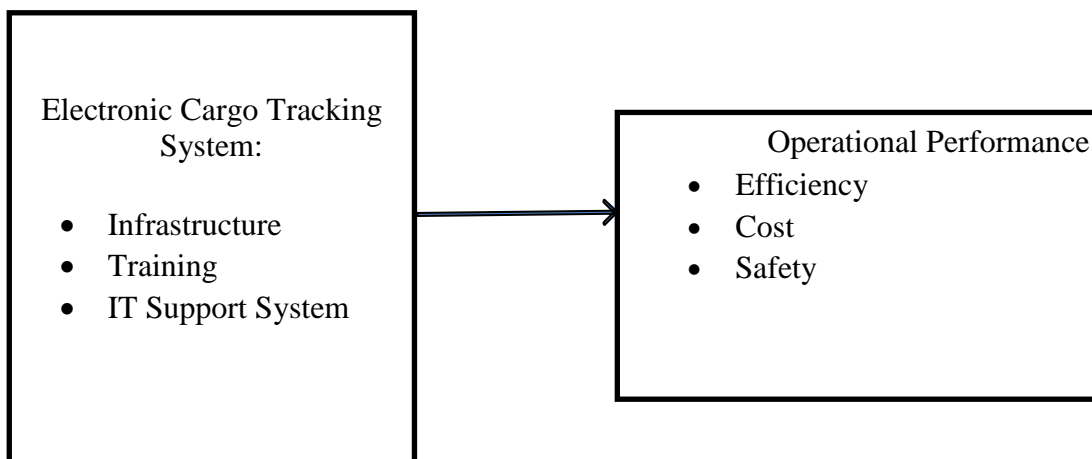 Electronic Cargo Tracking
System:
• Infrastructure
• Training
• IT Support System
Operational Performance
• Efficiency
• Cost
• Safety